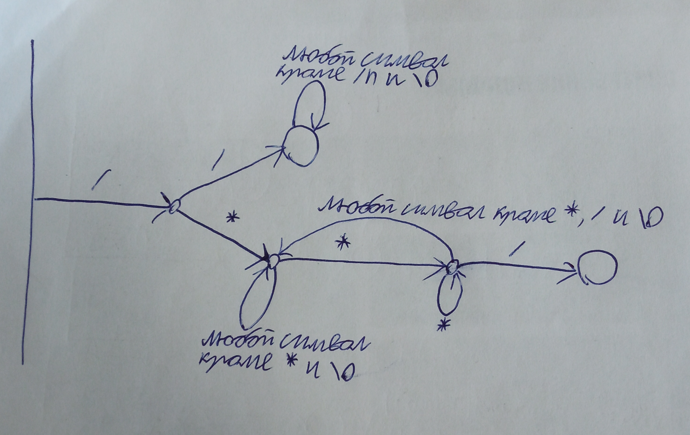 любой символ
кроме /n и \0
/
/
*
любой символ кроме *, / и \0
*
/
*
любой символ
кроме * и \0